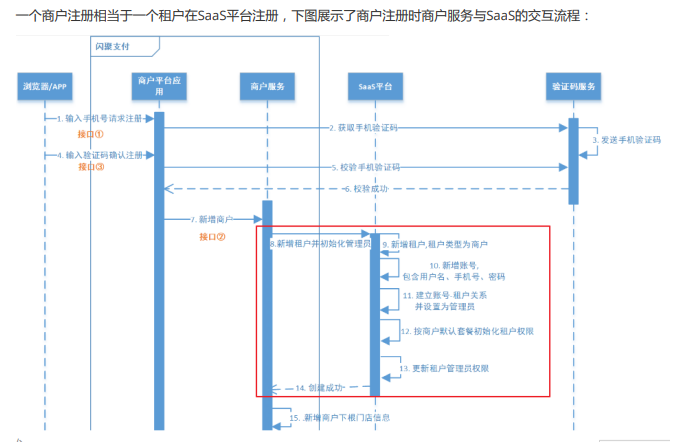 一个商户注册相当于一个租户在SaaS平台注册，下图展示了商户注册时商户服务与SaaS的交互流程：
闪聚支付
浏览器/APP
商户平台应用
商户服务
SaaS平台
验证码服务
1. 输入手机号请求注册
接口①
2. 获取手机验证码
3. 发送手机验证码
4. 输入验证码确认注册
接口③
5. 校验手机验证码
6. 校验成功
7. 新增商户
接口②
8.新增租户并初始化管理员
9. 新增租户,租户类型为商户
10. 新增账号,
包含用户名、手机号、密码
11. 建立账号-租户关系
并设置为管理员
12. 按商户默认套餐初始化租户权限
13. 更新租户管理员权限
14. 创建成功
15. .新增商户下根门店信息